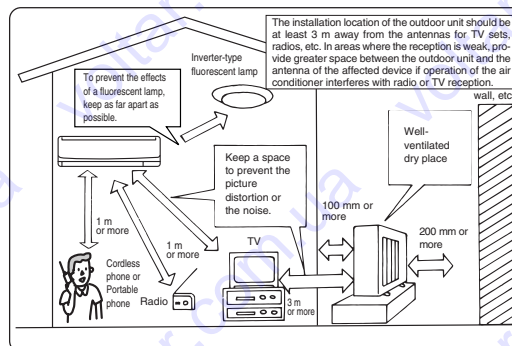 The installation location of the outdoor unit should be
at least 3 m away from the antennas for TV sets,
radios, etc. In areas where the reception is weak, pro-
vide greater space between the outdoor unit and the
antenna of the affected device if operation of the air
conditioner interferes with radio or TV reception.
wall, etc
Inverter-type
fluorescent lamp
To prevent the effects
of a fluorescent lamp,
keep as far apart as
possible.
Well-
ventilated
dry place
Keep a space
to prevent the
picture
distortion or
the noise.
100 mm or
more
200 mm or
more
1 m
or more
1 m
or more
TV
Cordless
phone or
Portable
phone
Radio
3 m
or more
voltar.com.ua